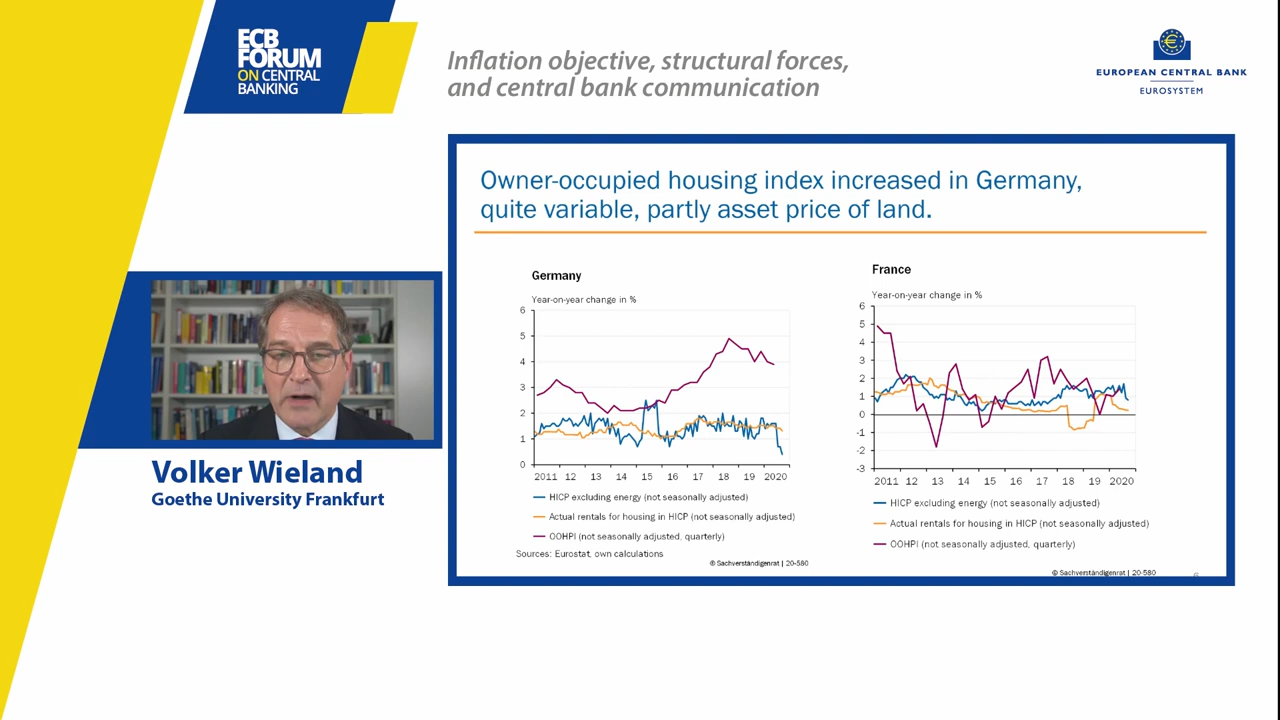 ECB
FORUM
ON CENTRAL
BANKING
Inflation objective, structural forces,
and central bank communication
EUROPEAN CENTRAL BANK
EUROSYSTEM
Owner-occupied housing index increased in Germany,
quite variable, partly asset price of land.
Germany
Year-on-year change in %
6
5
4
3
2
1
0
2011 12 13 14 15 16 17 18 19 2020
HICP excluding energy (not seasonally adjusted)
Actual rentals for housing in HICP (not seasonally adjusted)
OOHPI (not seasonally adjusted, quarterly)
Sources: Eurostat, own calculations
© Sachverständigenrat | 20-580
France
Year-on-year change in %
6
5
4
3
2
1
0
-1
-2
-3
2011 12 13 14 15 16 17 18 19 2020
HICP excluding energy (not seasonally adjusted)
Actual rentals for housing in HICP (not seasonally adjusted)
OOHPI (not seasonally adjusted, quarterly)
© Sachverständigenrat | 20-580
Volker Wieland
Goethe University Frankfurt